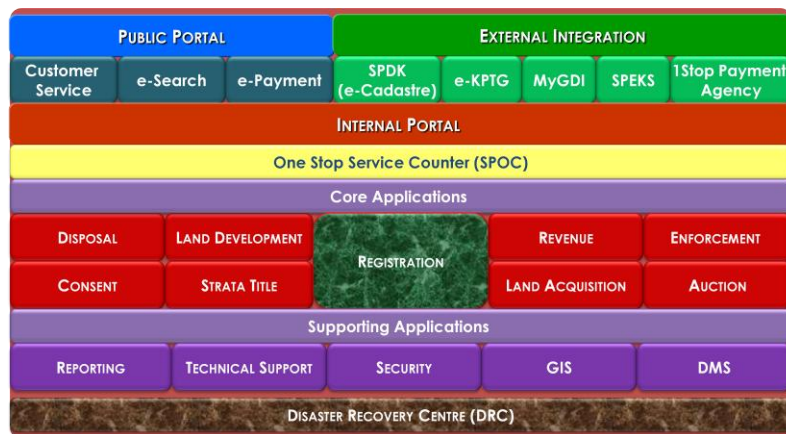 PUBLIC PORTAL
EXTERNAL INTEGRATION
Customer
Service
e-Search
e-Payment
SPDK
(e-Cadastre)
e-KPTG
MyGDI
SPEKS
1Stop Payment
Agency
INTERNAL PORTAL
One Stop Service Counter (SPOC)
Core Applications
DISPOSAL
LAND DEVELOPMENT
REGISTRATION
REVENUE
ENFORCEMENT
CONSENT
STRATA TITLE
LAND ACQUISITION
AUCTION
Supporting Applications
REPORTING
TECHNICAL SUPPORT
SECURITY
GIS
DMS
DISASTER RECOVERY CENTRE (DRC)